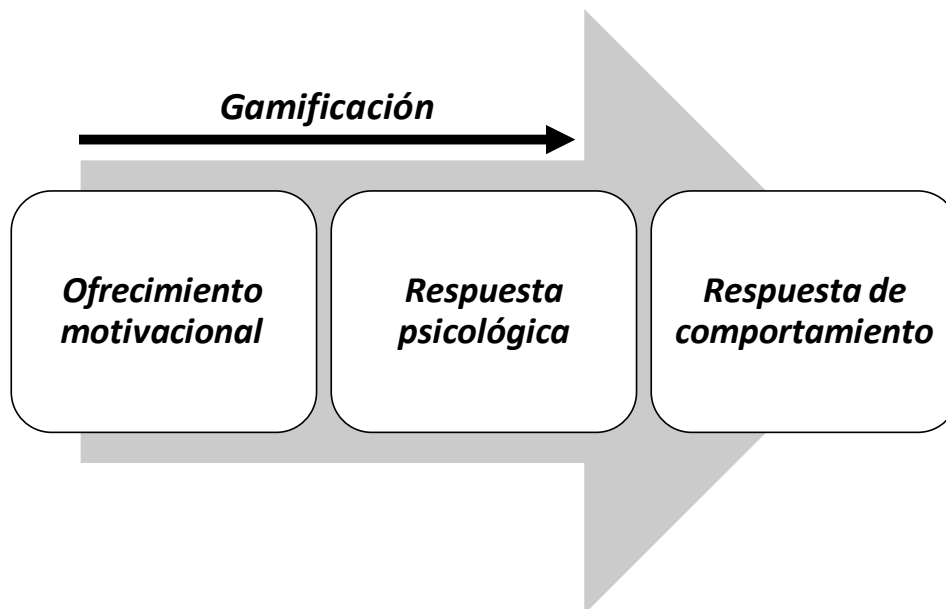 Gamificación
Ofrecimiento
motivacional
Respuesta
psicológica
Respuesta de
comportamiento